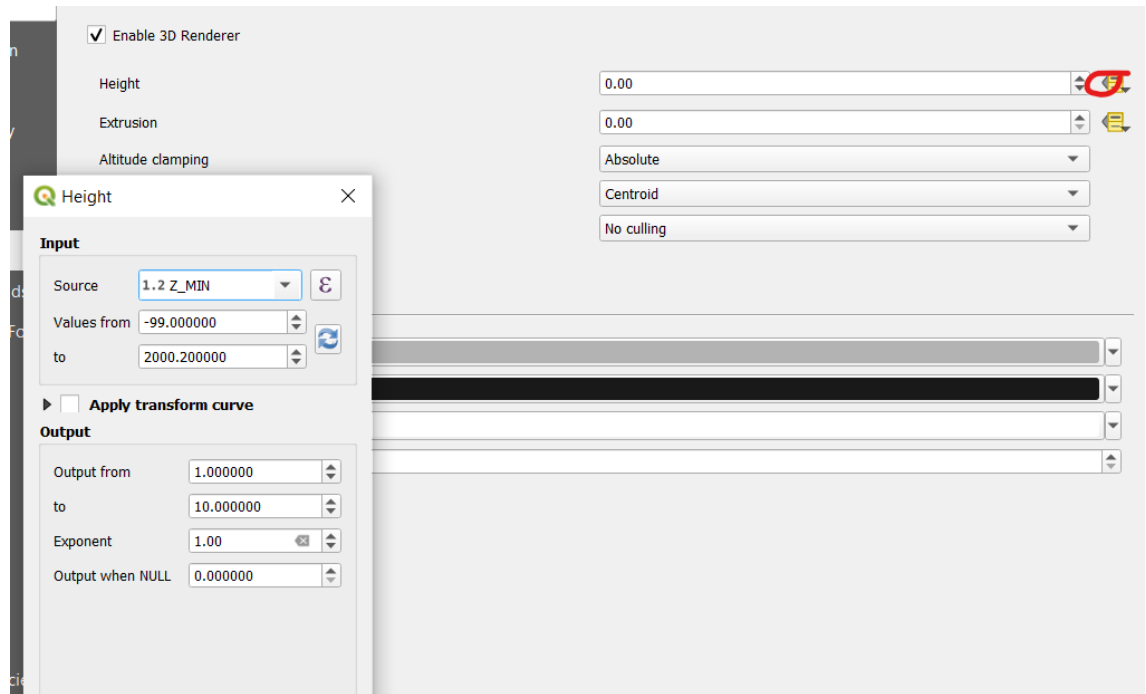 Enable 3D Renderer
Height 0.00
Extrusion 0.00
Altitude clamping Absolute
Centroid
No culling
Height
Input
Source 1.2 Z_MIN ε
Values from -99.000000
to 2000.200000
Apply transform curve
Output
Output from 1.000000
to 10.000000
Exponent 1.00
Output when NULL 0.000000